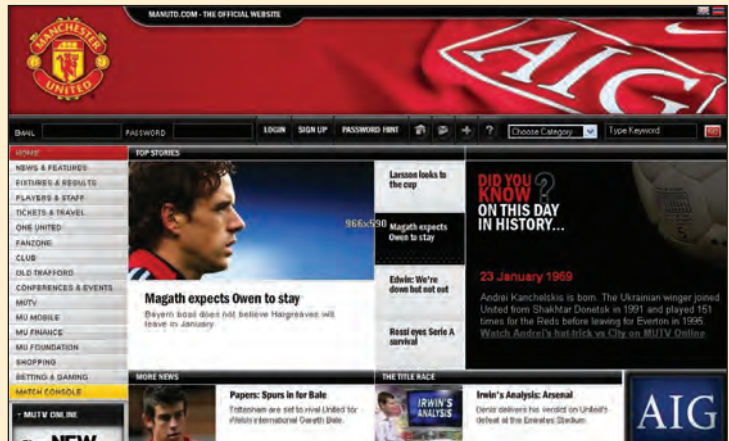 MANUTD.COM - THE OFFICIAL WEBSITE
MANCHESTER
UNITED
AIG
EMAIL
PASSWORD
LOGIN
SIGN UP
PASSWORD HINT
?
Choose Category
Type Keyword
GO
HOME
NEWS & FEATURES
FIXTURES & RESULTS
PLAYERS & STAFF
TICKETS & TRAVEL
ONE UNITED
FANZONE
CLUB
OLD TRAFFORD
CONFERENCES & EVENTS
MUTV
MU MOBILE
MU FINANCE
MU FOUNDATION
SHOPPING
BETTING & GAMING
MATCH CONSOLE
MUTV ONLINE
NEW
TOP STORIES
966x590
Magath expects Owen to stay
Bayern boss does not believe Hargreaves will
leave in January.
Larsson looks to
the cup
Magath expects
Owen to stay
Edwin: We're
down but not out
Rossi eyes Serie A
survival
DID YOU
KNOW?
ON THIS DAY
IN HISTORY...
23 January 1969
Andrei Kanchelskis is born. The Ukrainian winger joined
United from Shakhtar Donetsk in 1991 and played 151
times for the Reds before leaving for Everton in 1995.
Watch Andrei's hat-trick vs City on MUTV Online.
MORE NEWS
Papers: Spurs in for Bale
Tottenham are set to rival United for
Welsh international Gareth Bale.
THE TITLE RACE
IRWIN'S
ANALYSIS
Irwin's Analysis: Arsenal
Denis delivers his verdict on United's
defeat at the Emirates Stadium.
AIG